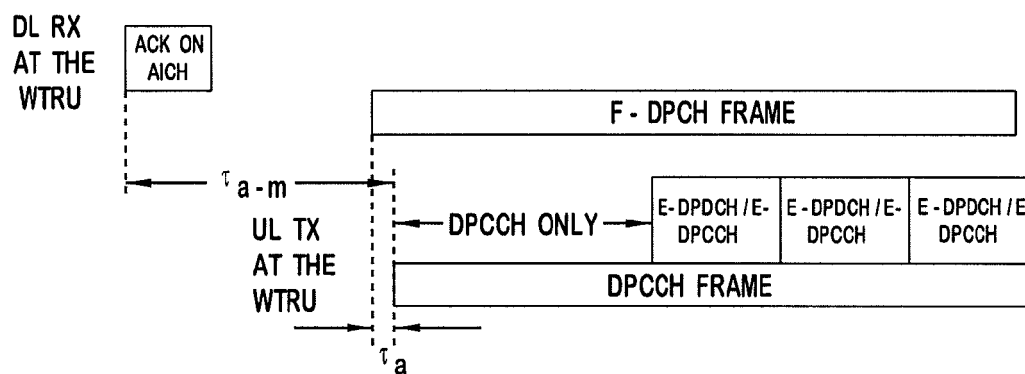 DL RX
AT THE
WTRU
ACK ON
AICH
F - DPCH FRAME
τ a - m
UL TX
AT THE
WTRU
DPCCH ONLY
E - DPDCH / E-
DPCCH
E - DPDCH / E-
DPCCH
E - DPDCH / E
DPCCH
DPCCH FRAME
τ a